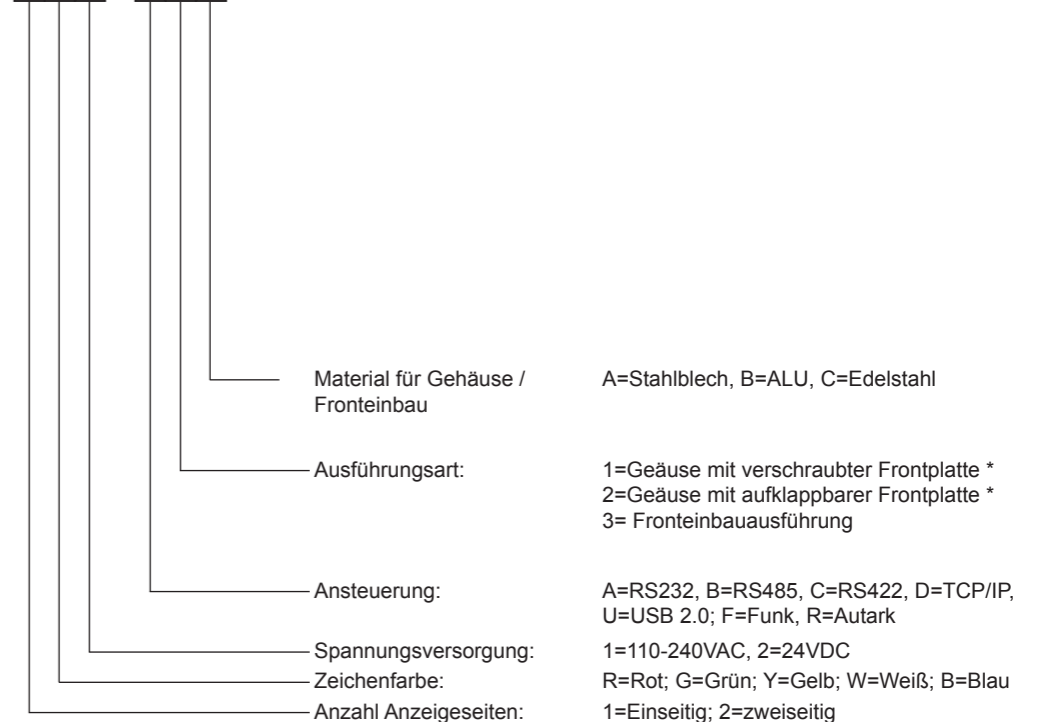 Material für Gehäuse / A=Stahlblech, B=ALU, C=Edelstahl
Fronteinbau
Ausführungsart: 1=Geäuse mit verschraubter Frontplatte *
2=Geäuse mit aufklappbarer Frontplatte *
3= Fronteinbauausführung
Ansteuerung: A=RS232, B=RS485, C=RS422, D=TCP/IP,
U=USB 2.0; F=Funk, R=Autark
Spannungsversorgung: 1=110-240VAC, 2=24VDC
Zeichenfarbe: R=Rot; G=Grün; Y=Gelb; W=Weiß; B=Blau
Anzahl Anzeigeseiten: 1=Einseitig; 2=zweiseitig